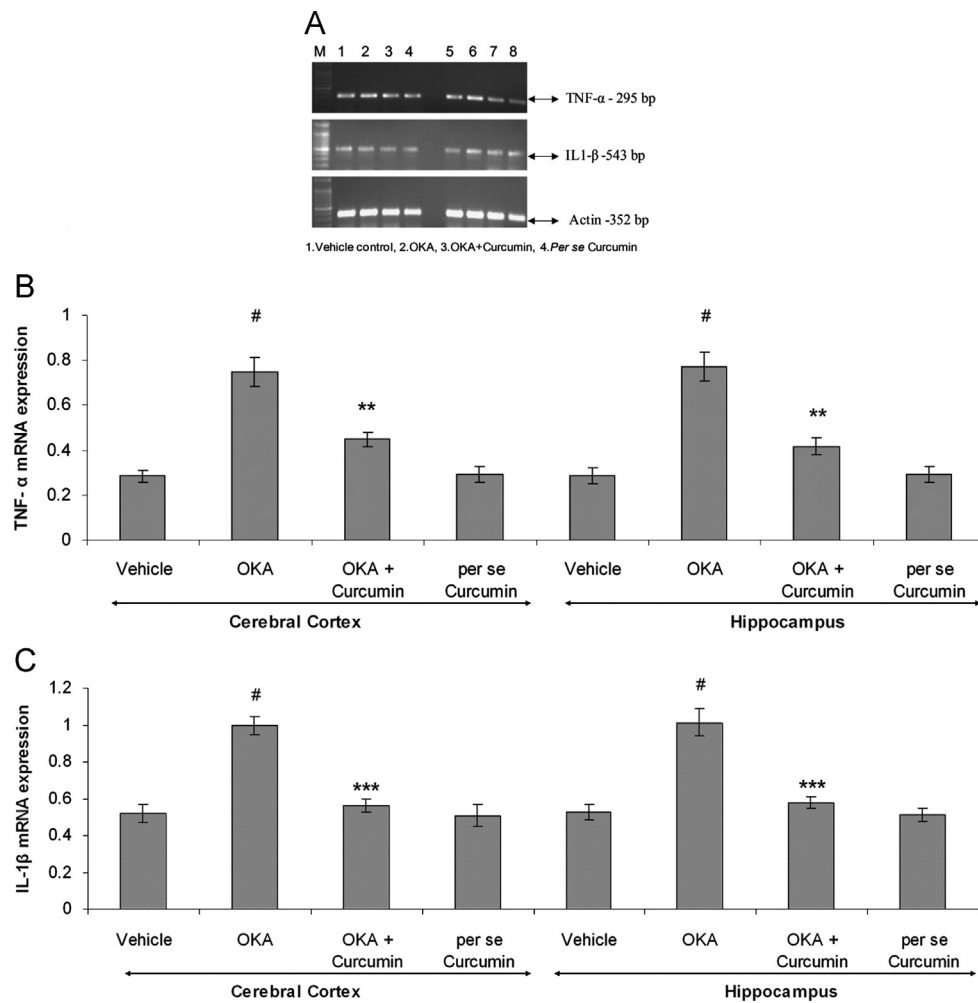 A
M 1 2 3 4 5 6 7 8
TNF-α - 295 bp
IL1-β -543 bp
Actin -352 bp
1.Vehicle control, 2.OKA, 3.OKA+Curcumin, 4.Per se Curcumin
B
TNF- α mRNA expression
1
0.8
0.6
0.4
0.2
0
# ** # **
Vehicle OKA OKA + Curcumin per se Curcumin Vehicle OKA OKA + Curcumin per se Curcumin
Cerebral Cortex Hippocampus
C
IL-1β mRNA expression
1.2
1
0.8
0.6
0.4
0.2
0
# *** # ***
Vehicle OKA OKA + Curcumin per se Curcumin Vehicle OKA OKA + Curcumin per se Curcumin
Cerebral Cortex Hippocampus